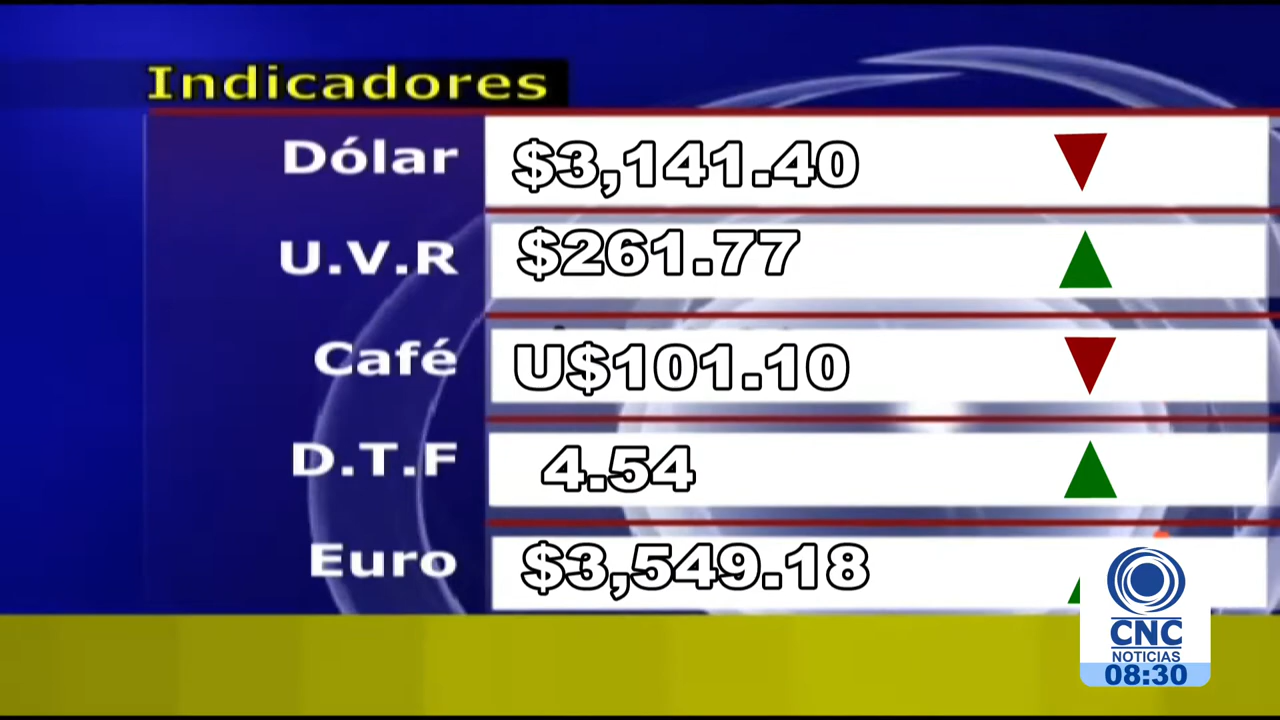 Indicadores
Dólar $3,141.40
U.V.R $261.77
Café U$101.10
D.T.F 4.54
Euro $3,549.18
CNC
NOTICIAS
08:30